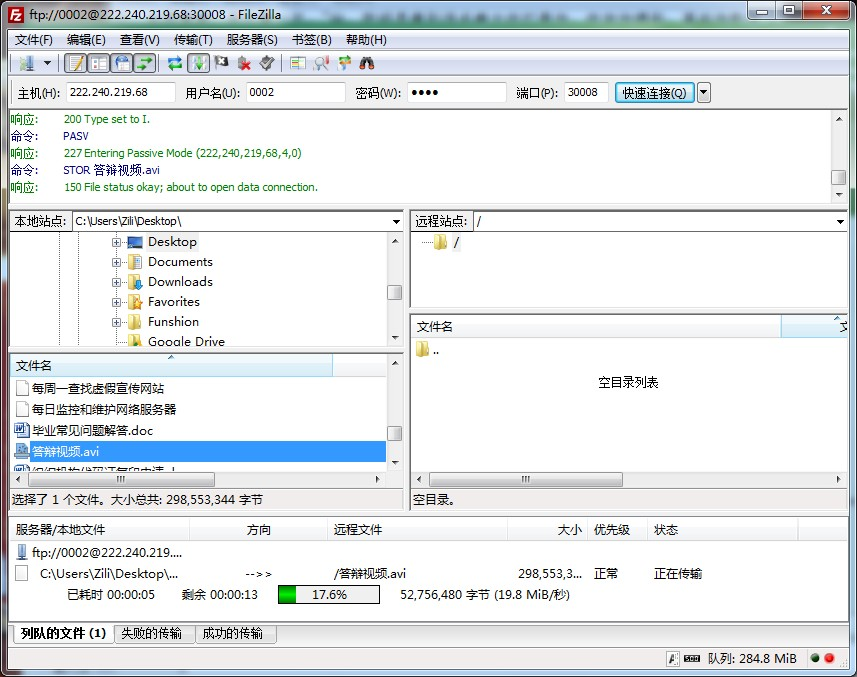 ftp://0002@222.240.219.68:30008 - FileZilla
文件(F) 编辑(E) 查看(V) 传输(T) 服务器(S) 书签(B) 帮助(H)
主机(H): 222.240.219.68 用户名(U): 0002 密码(W): ●●●● 端口(P): 30008 快速连接(Q)
响应: 200 Type set to I.
命令: PASV
响应: 227 Entering Passive Mode (222,240,219,68,4,0)
命令: STOR 答辩视频.avi
响应: 150 File status okay; about to open data connection.
本地站点: C:\Users\Zili\Desktop\
Desktop
Documents
Downloads
Favorites
Funshion
Google Drive
文件名
每周一查找虚假宣传网站
每日监控和维护网络服务器
毕业常见问题解答.doc
答辩视频.avi
选择了 1 个文件。大小总共: 298,553,344 字节
远程站点: /
/
文件名
..
空目录列表
空目录。
服务器/本地文件 方向 远程文件 大小 优先级 状态
ftp://0002@222.240.219....
C:\Users\Zili\Desktop\... -->> /答辩视频.avi 298,553,3... 正常 正在传输
已耗时 00:00:05 剩余 00:00:13 17.6% 52,756,480 字节 (19.8 MiB/秒)
列队的文件 (1) 失败的传输 成功的传输
队列: 284.8 MiB